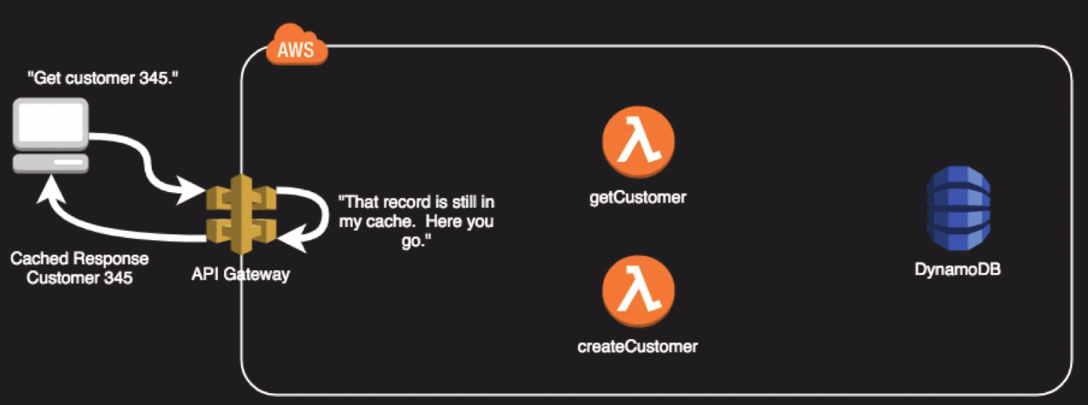 AWS
"Get customer 345."
getCustomer
"That record is still in
my cache. Here you
go."
Cached Response
Customer 345
API Gateway
DynamoDB
createCustomer